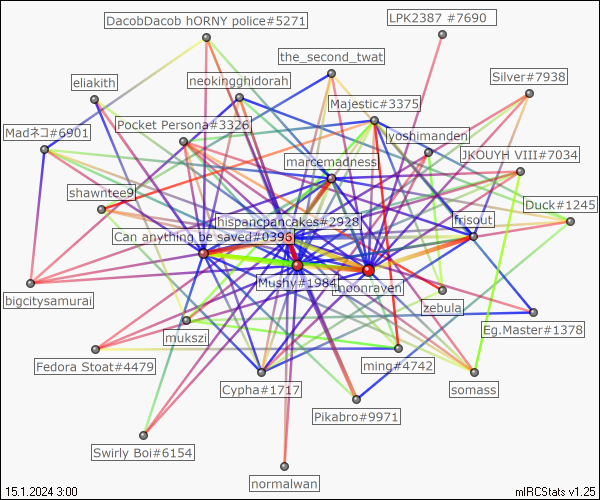 DacobDacob hORNY police#5271
LPK2387 #7690
the_second_twat
eliakith
neokingghidorah
Silver#7938
Majestic#3375
Madネコ#6901
Pocket Persona#3326
yoshimanden
marcemadness
JKOUYH VIII#7034
shawntee9
Duck#1245
hispancpancakes#2928
frisout
Can anything be saved#0396
Mushy#1984
hoonraven
bigcitysamurai
zebula
mukszi
Eg.Master#1378
Fedora Stoat#4479
ming#4742
Cypha#1717
somass
Pikabro#9971
Swirly Boi#6154
normalwan
15.1.2024 3:00
mIRCStats v1.25